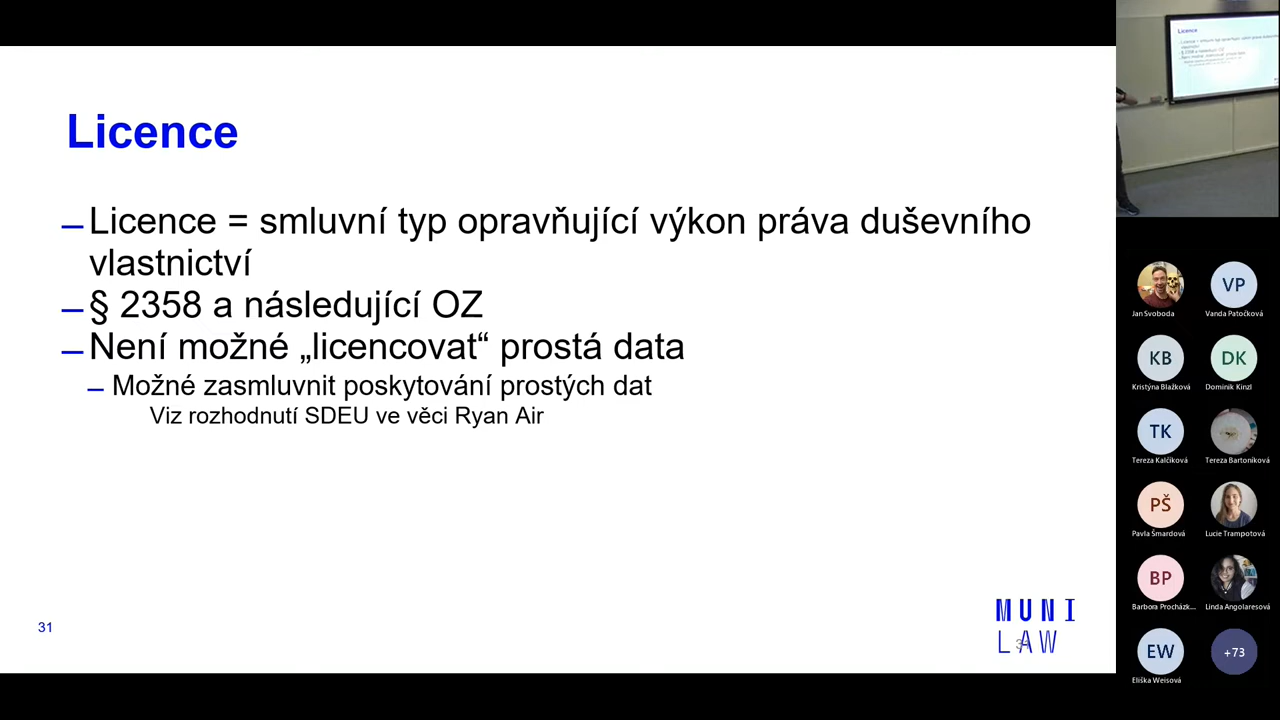 Licence
– Licence = smluvní typ opravňující výkon práva duševního
vlastnictví
– § 2358 a následující OZ
– Není možné „licencovat“ prostá data
– Možné zasmluvnit poskytování prostých dat
Viz rozhodnutí SDEU ve věci Ryan Air
31
MUNI
LAW
Licence
Jan Svoboda
VP
Vanda Patočková
KB
Kristýna Blažková
DK
Dominik Kinzl
TK
Tereza Kalčíková
Tereza Bartoníková
PŠ
Pavla Šmardová
Lucie Trampotová
BP
Barbora Procházk...
Linda Angolaresová
EW
Eliška Weisová
+73